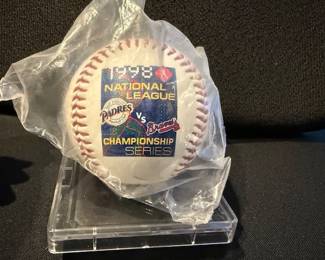 1998
NATIONAL
LEAGUE
PADRES
VS
Braves
CHAMPIONSHIP
SERIES